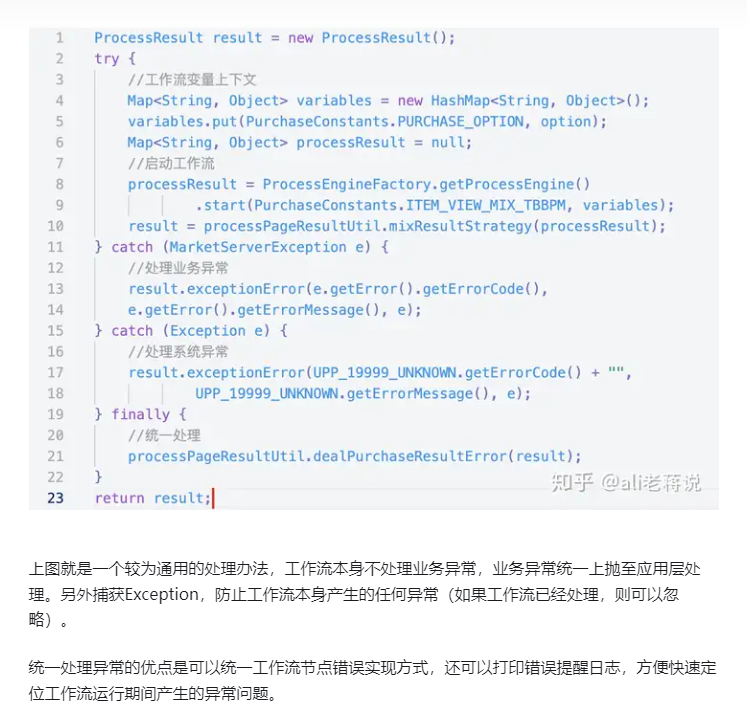 1 ProcessResult result = new ProcessResult();
2 try {
3 //工作流变量上下文
4 Map<String, Object> variables = new HashMap<String, Object>();
5 variables.put(PurchaseConstants.PURCHASE_OPTION, option);
6 Map<String, Object> processResult = null;
7 //启动工作流
8 processResult = ProcessEngineFactory.getProcessEngine()
9 .start(PurchaseConstants.ITEM_VIEW_MIX_TBBPM, variables);
10 result = processPageResultUtil.mixResultStrategy(processResult);
11 } catch (MarketServerException e) {
12 //处理业务异常
13 result.exceptionError(e.getError().getErrorCode(),
14 e.getError().getErrorMessage(), e);
15 } catch (Exception e) {
16 //处理系统异常
17 result.exceptionError(UPP_19999_UNKNOWN.getErrorCode() + "",
18 UPP_19999_UNKNOWN.getErrorMessage(), e);
19 } finally {
20 //统一处理
21 processPageResultUtil.dealPurchaseResultError(result);
22 }
23 return result;
知乎 @ali老蒋说
上图就是一个较为通用的处理办法，工作流本身不处理业务异常，业务异常统一上抛至应用层处
理。另外捕获Exception，防止工作流本身产生的任何异常（如果工作流已经处理，则可以忽
略）。
统一处理异常的优点是可以统一工作流节点错误实现方式，还可以打印错误提醒日志，方便快速定
位工作流运行期间产生的异常问题。